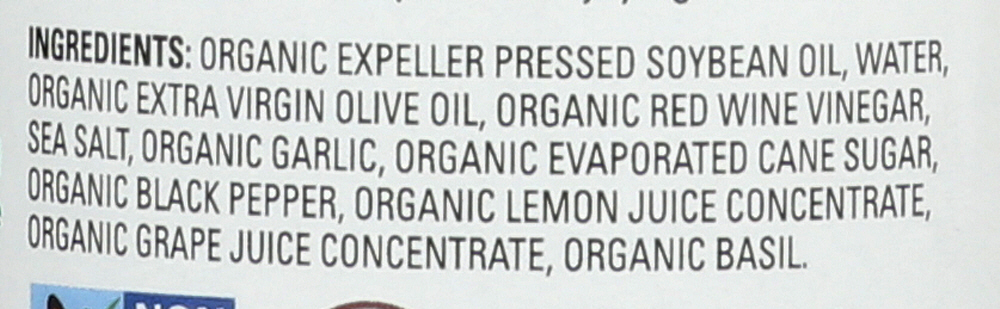 INGREDIENTS: ORGANIC EXPELLER PRESSED SOYBEAN OIL, WATER,
ORGANIC EXTRA VIRGIN OLIVE OIL, ORGANIC RED WINE VINEGAR,
SEA SALT, ORGANIC GARLIC, ORGANIC EVAPORATED CANE SUGAR,
ORGANIC BLACK PEPPER, ORGANIC LEMON JUICE CONCENTRATE,
ORGANIC GRAPE JUICE CONCENTRATE, ORGANIC BASIL.